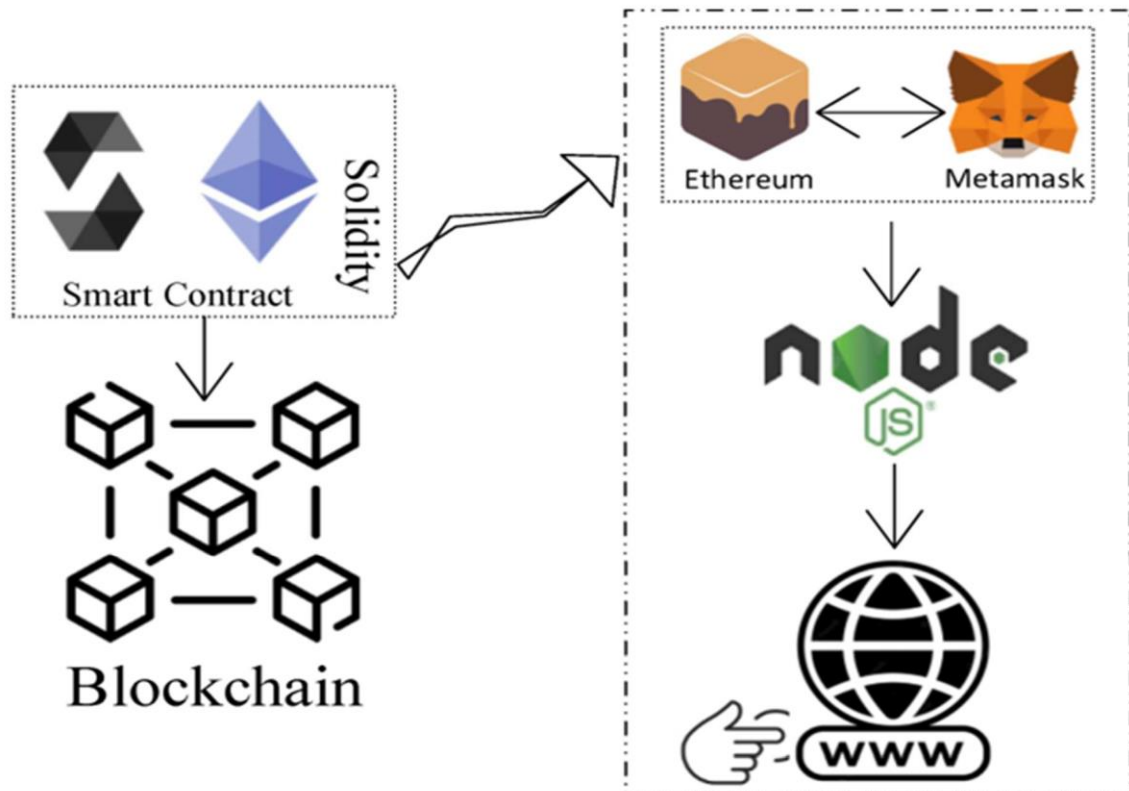 Solidity
Smart Contract
Blockchain
Ethereum
Metamask
node
JS®
WWW